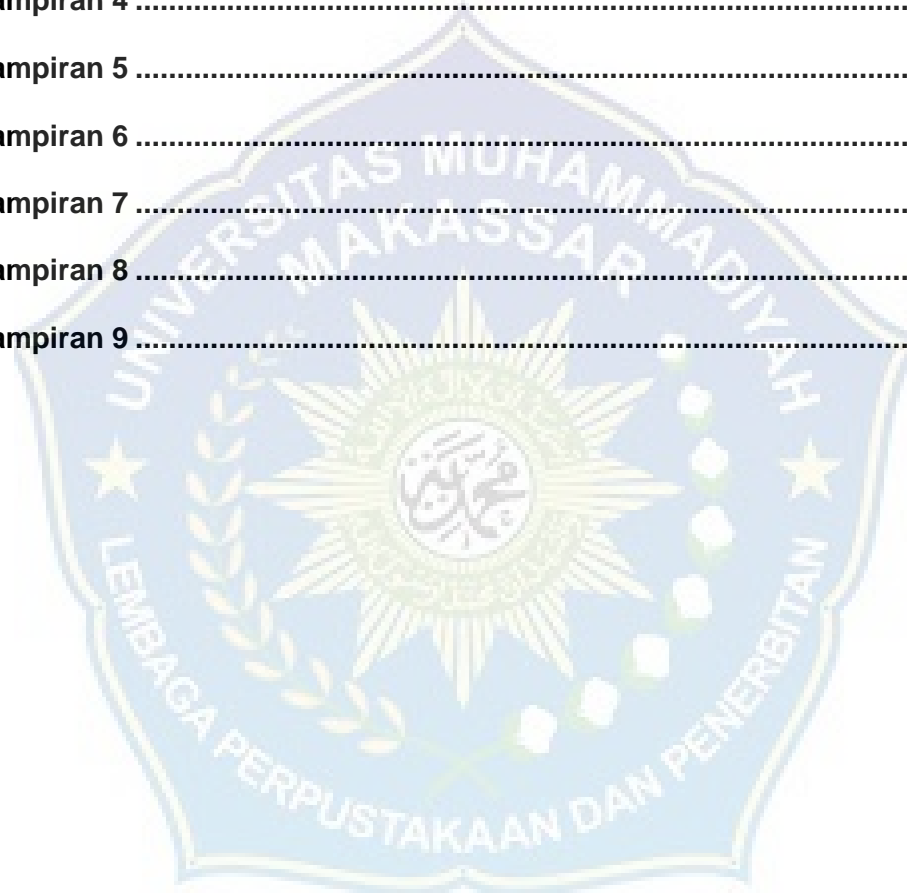 ampiran 4 ........................................................................................
ampiran 5 ........................................................................................
ampiran 6 ........................................................................................
ampiran 7 ........................................................................................
ampiran 8 ........................................................................................
ampiran 9 ........................................................................................
UNIVERSITAS MUHAMMADIYAH
MAKASSAR
LEMBAGA PERPUSTAKAAN DAN PENERBITAN